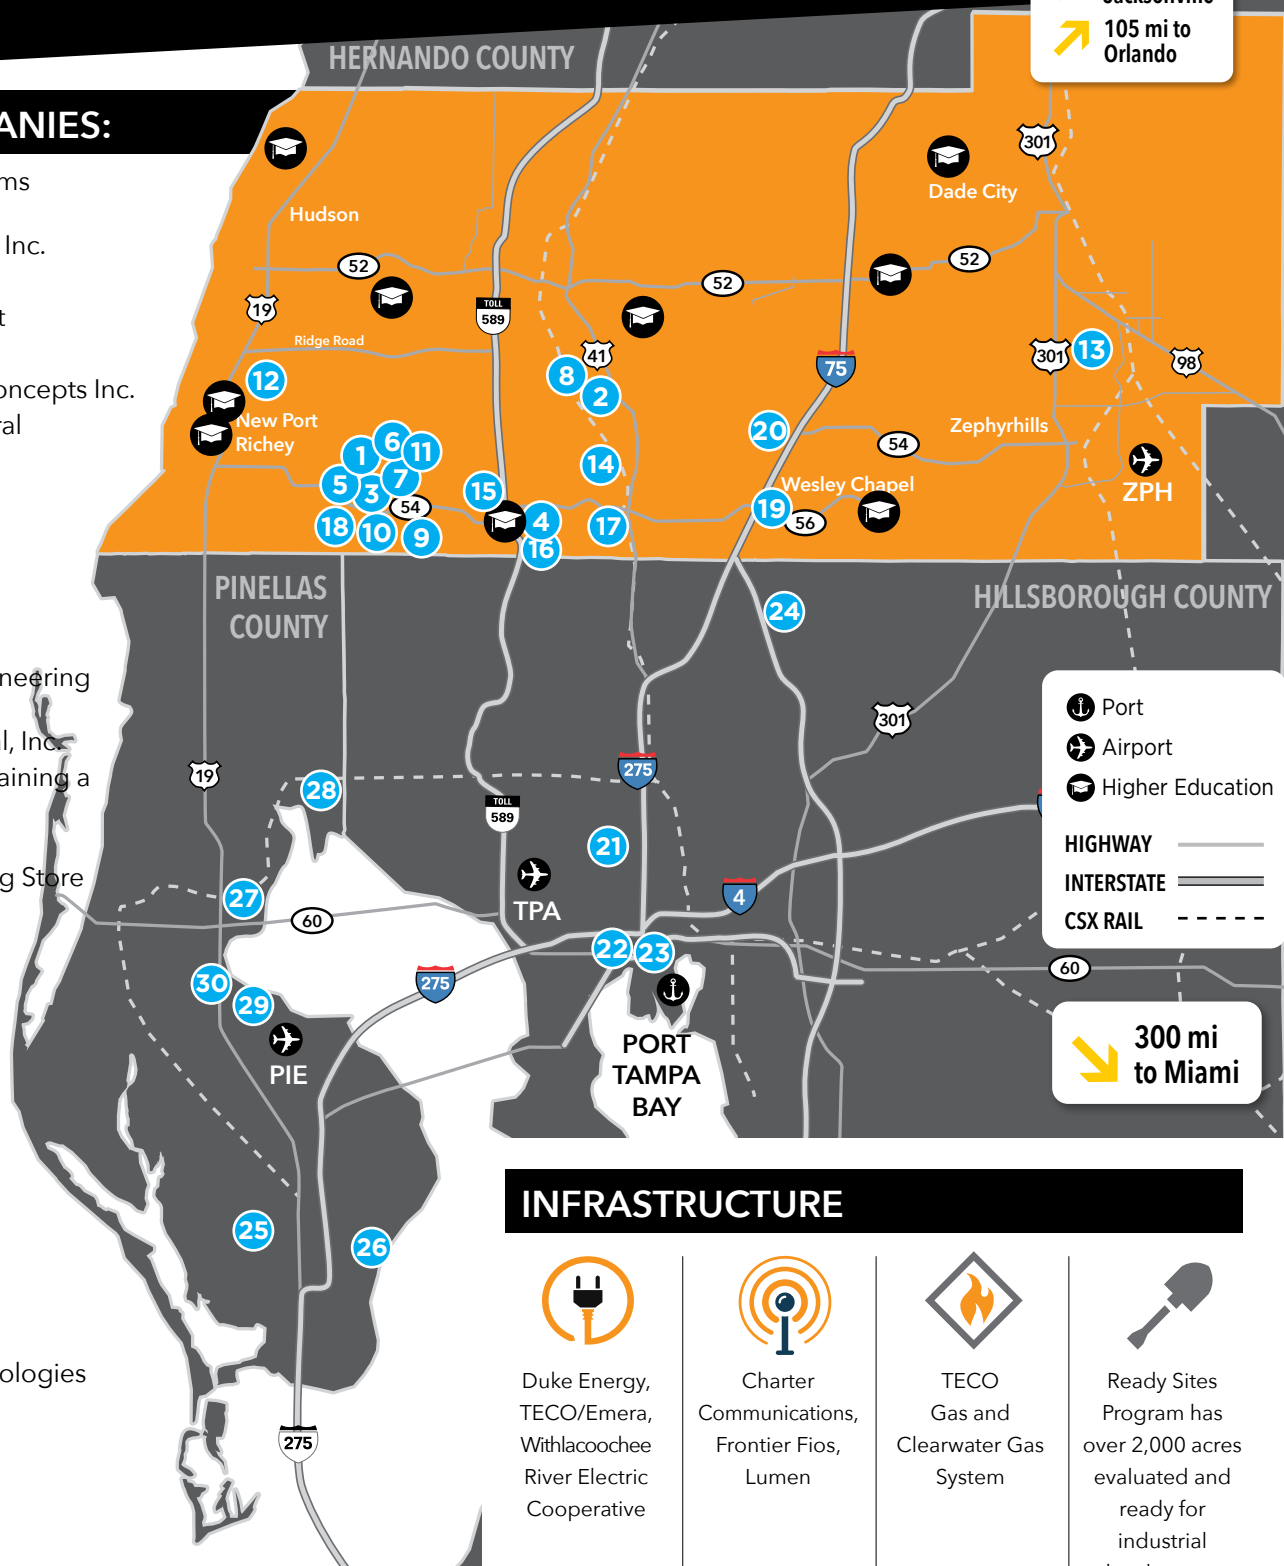 Jacksonville
105 mi to
Orlando
HERNANDO COUNTY
ANIES:
ms
Inc.
t
oncepts Inc.
ral
neering
l, Inc.
aining a
g Store
ologies
301
Dade City
Hudson
52
52
52
19
TOLL
589
Ridge Road
41
75
301
13
98
8
2
12
New Port
Richey
20
54
Zephyrhills
6
1
11
14
5
3
7
15
54
Wesley Chapel
ZPH
19
56
18
10
9
4
16
17
PINELLAS
COUNTY
24
HILLSBOROUGH COUNTY
301
Port
Airport
Higher Education
HIGHWAY
INTERSTATE
CSX RAIL
19
28
275
TOLL
589
21
TPA
4
27
60
22
23
60
30
29
275
PIE
PORT
TAMPA
BAY
300 mi
to Miami
25
26
275
INFRASTRUCTURE
Duke Energy,
TECO/Emera,
Withlacoochee
River Electric
Cooperative
Charter
Communications,
Frontier Fios,
Lumen
TECO
Gas and
Clearwater Gas
System
Ready Sites
Program has
over 2,000 acres
evaluated and
ready for
industrial